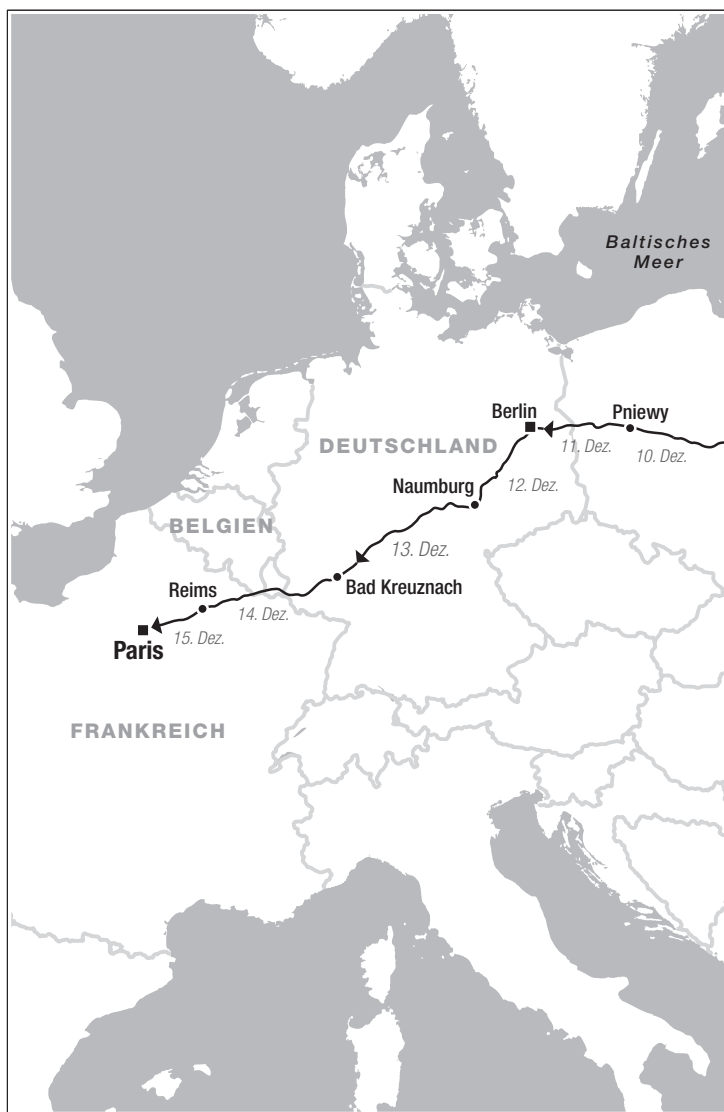 Baltisches
Meer
Berlin
Pniewy
DEUTSCHLAND
11. Dez.
10. Dez.
Naumburg
12. Dez.
BELGIEN
13. Dez.
Reims
Bad Kreuznach
14. Dez.
15. Dez.
Paris
FRANKREICH